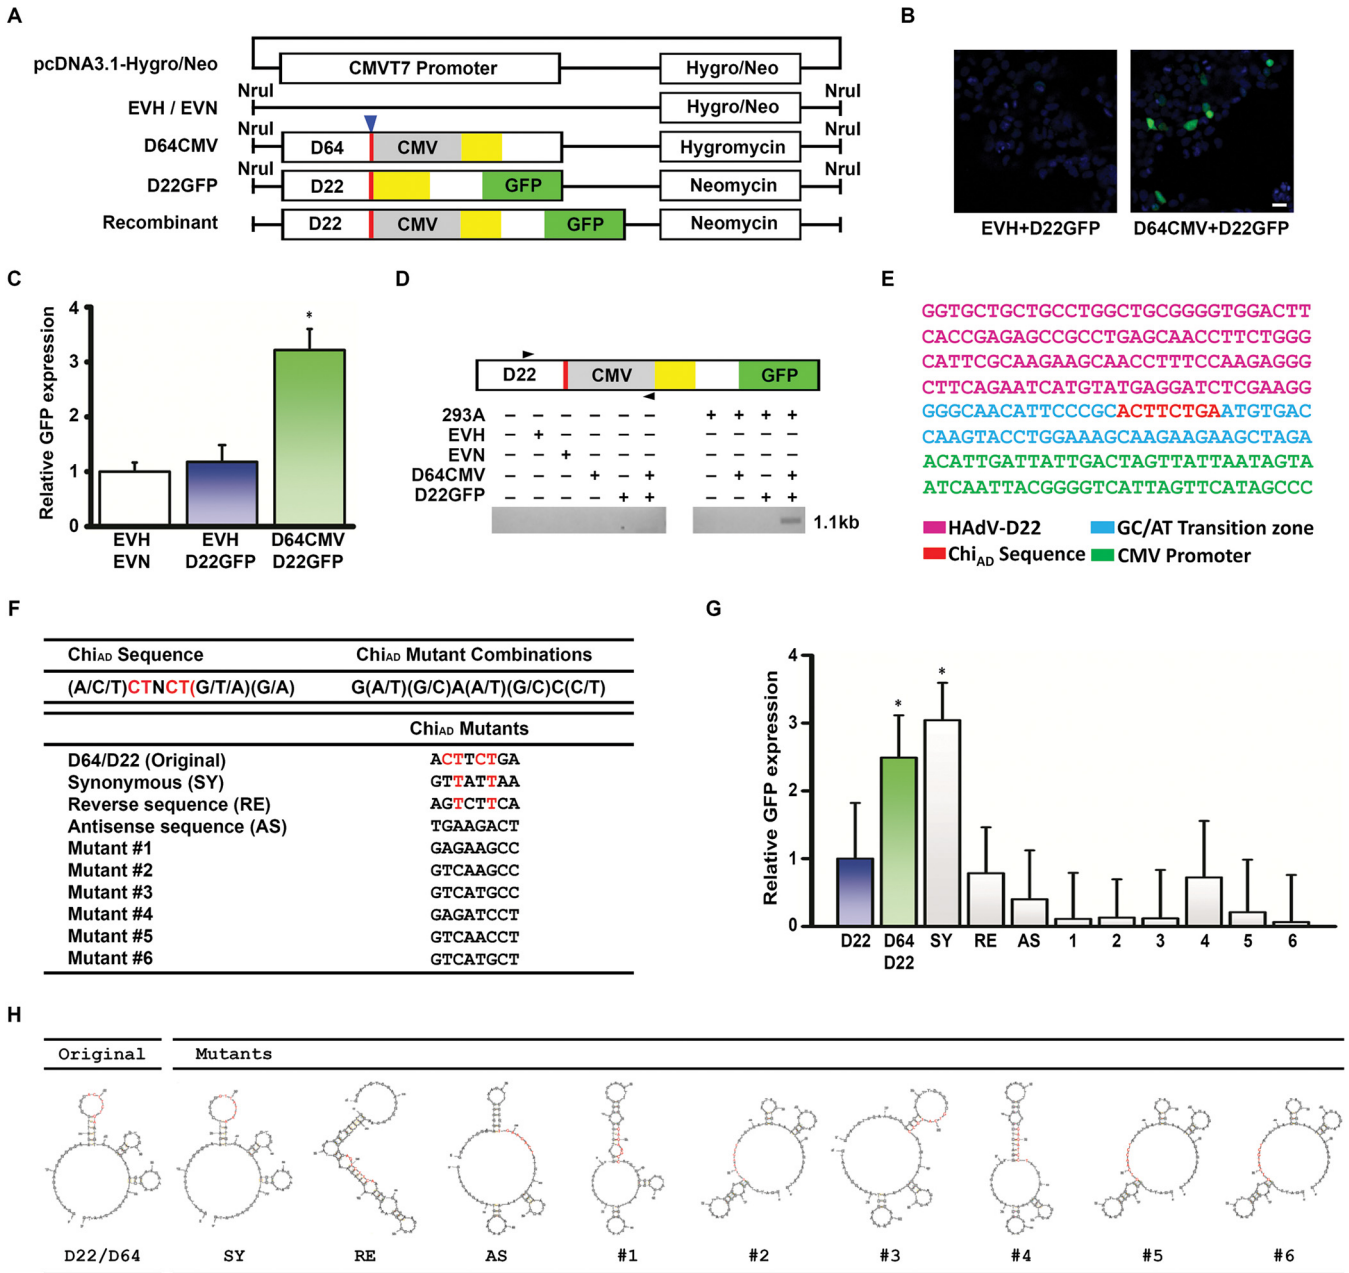 A
pcDNA3.1-Hygro/Neo
CMVT7 Promoter
Hygro/Neo
NruI
NruI
EVH / EVN
Hygro/Neo
NruI
NruI
D64CMV
D64
CMV
Hygromycin
NruI
NruI
D22GFP
D22
GFP
Neomycin
Recombinant
D22
CMV
GFP
Neomycin
B
EVH+D22GFP
D64CMV+D22GFP
C
Relative GFP expression
4
3
2
1
0
*
EVH EVH D64CMV
EVN D22GFP D22GFP
D
D22
CMV
GFP
293A – – – – – – + + + +
EVH – + – – – – – – – –
EVN – – + – – – – – – –
D64CMV – – – + – + – + – +
D22GFP – – – – + + – – + +
1.1kb
E
GGTGCTGCTGCCTGGCTGCGGGGTGGACTT
CACCGAGAGCCGCCTGAGCAACCTTCTGGG
CATTCGCAAGAAGCAACCTTTCCAAGAGGG
CTTCAGAATCATGTATGAGGATCTCGAAGG
GGGCAACATTCCCGCACTTCTGAATGTGAC
CAAGTACCTGGAAAGCAAGAAGAAGCTAGA
ACATTGATTATTGACTAGTTATTAATAGTA
ATCAATTACGGGGTCATTAGTTCATAGCCC
HAdV-D22
GC/AT Transition zone
ChiAD Sequence
CMV Promoter
F
ChiAD Sequence ChiAD Mutant Combinations
(A/C/T)CTNCT(G/T/A)(G/A) G(A/T)(G/C)A(A/T)(G/C)C(C/T)
ChiAD Mutants
D64/D22 (Original) ACTTCTGA
Synonymous (SY) GTTATTAA
Reverse sequence (RE) AGTCTTCA
Antisense sequence (AS) TGAAGACT
Mutant #1 GAGAAGCC
Mutant #2 GTCAAGCC
Mutant #3 GTCATGCC
Mutant #4 GAGATCCT
Mutant #5 GTCAACCT
Mutant #6 GTCATGCT
G
Relative GFP expression
4
3
2
1
0
*
*
D22 D64 SY RE AS 1 2 3 4 5 6
D22
H
Original Mutants
D22/D64 SY RE AS #1 #2 #3 #4 #5 #6